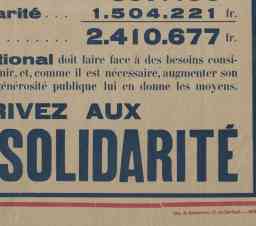 arité 1.504.221 fr.
2.410.677 fr.
tional doit faire face à des besoins consi-
nir, et, comme il est nécessaire, augmenter son
générosité publique lui en donne les moyens.
RIVEZ AUX
SOLIDARITÉ